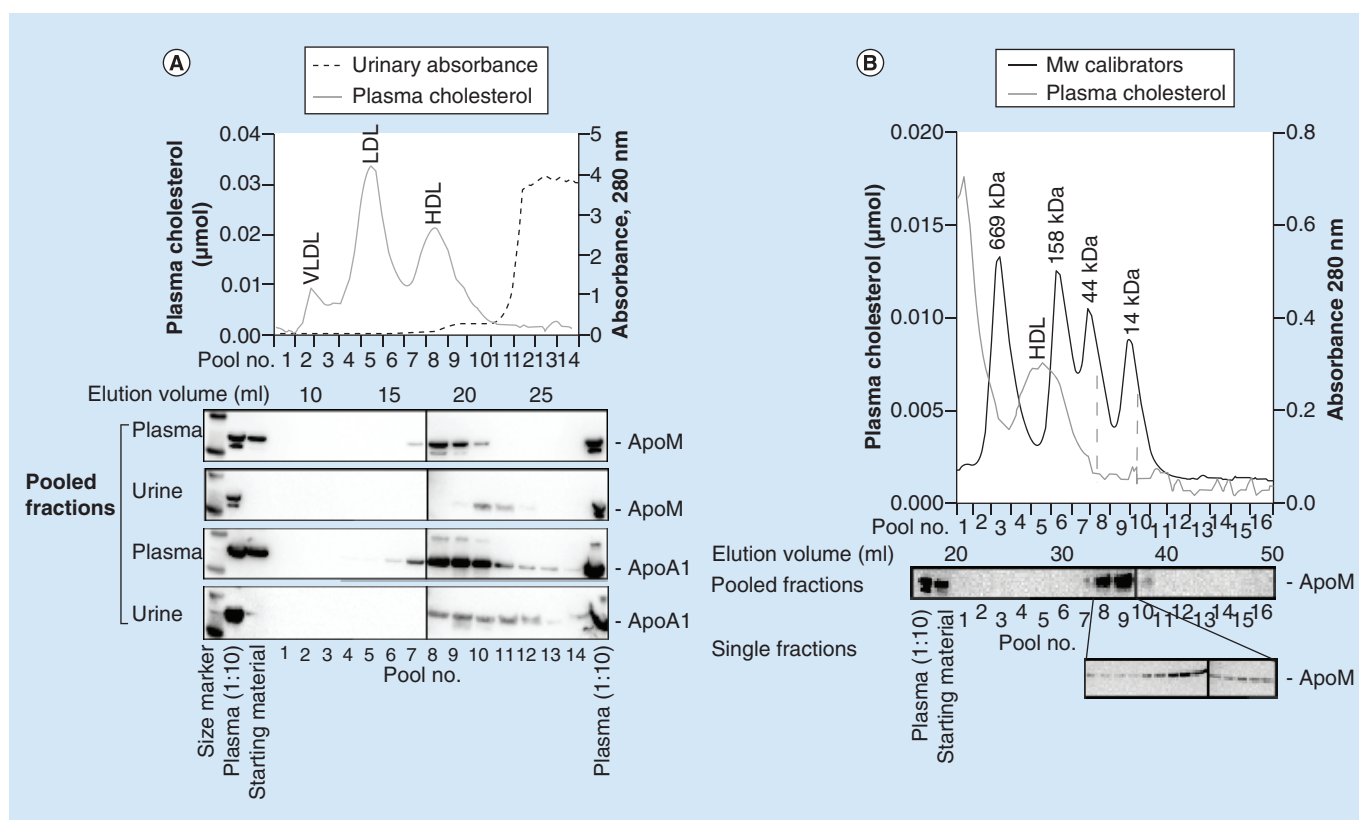 A
Urinary absorbance
Plasma cholesterol
Plasma cholesterol
(µmol)
0.04
0.03
0.02
0.01
0.00
VLDL
LDL
HDL
5
4
3
2
1
0
Absorbance, 280 nm
Pool no. 1 2 3 4 5 6 7 8 9 10 11 12 13 14
Elution volume (ml) 10 15 20 25
Pooled
fractions
Plasma
- ApoM
Urine
- ApoM
Plasma
- ApoA1
Urine
- ApoA1
1 2 3 4 5 6 7 8 9 10 11 12 13 14
Pool no.
Size marker
Plasma (1:10)
Starting material
Plasma (1:10)
B
Mw calibrators
Plasma cholesterol
Plasma cholesterol (µmol)
0.020
0.015
0.010
0.005
0.000
669 kDa
HDL
158 kDa
44 kDa
14 kDa
0.8
0.6
0.4
0.2
0.0
Absorbance 280 nm
Pool no. 1 2 3 4 5 6 7 8 9 10 11 12 13 14 15 16
Elution volume (ml) 20 30 40 50
Pooled fractions
- ApoM
1 2 3 4 5 6 7 8 9 10 11 12 13 14 15 16
Pool no.
Single fractions
- ApoM
Plasma (1:10)
Starting material